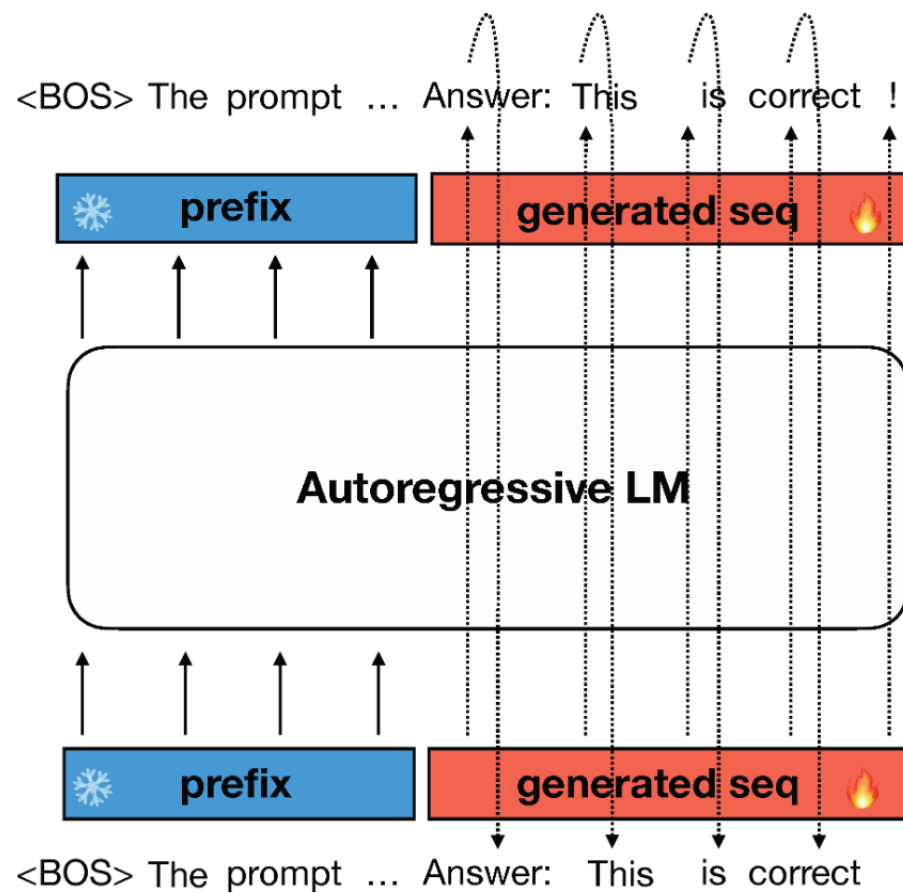 <BOS> The prompt ... Answer: This is correct !
prefix generated seq
Autoregressive LM
prefix generated seq
<BOS> The prompt ... Answer: This is correct